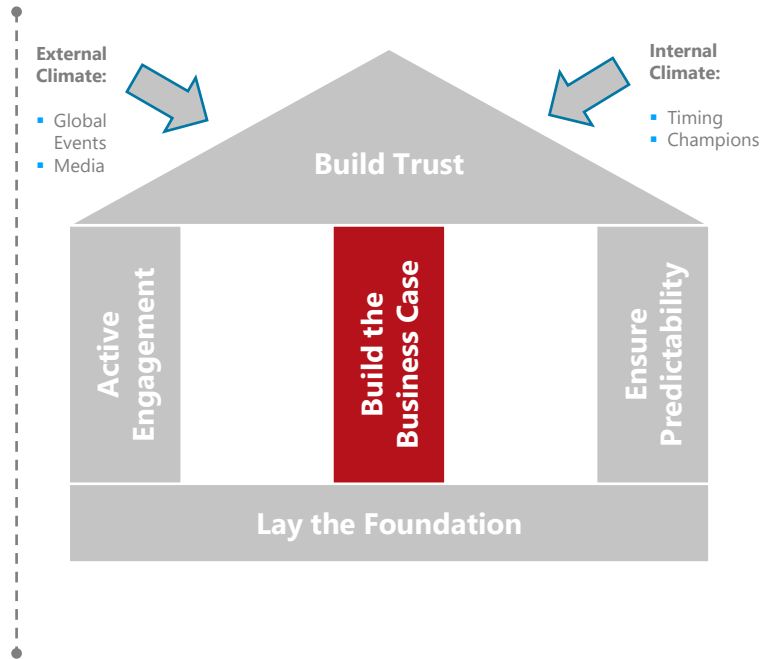 External
Climate:
Global
Events
Media
Internal
Climate:
Timing
Champions
Build Trust
Active
Engagement
Build the
Business Case
Ensure
Predictability
Lay the Foundation